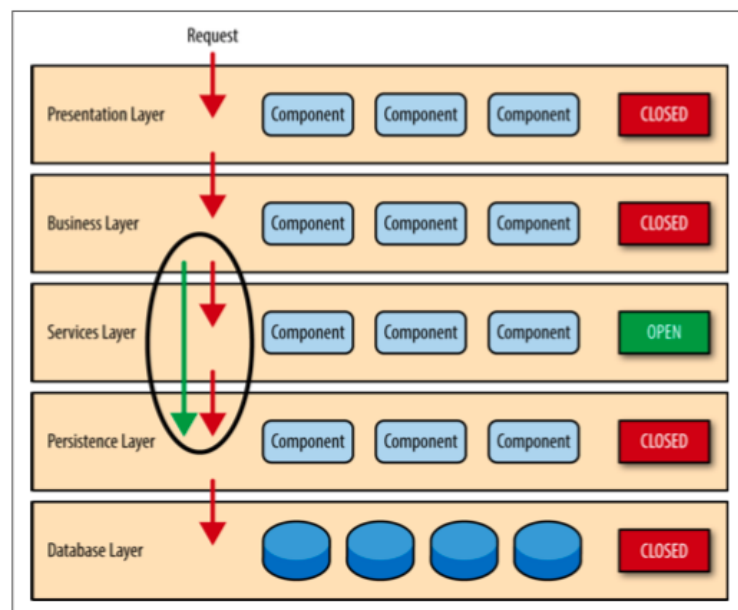 Request
Presentation Layer Component Component Component CLOSED
Business Layer Component Component Component CLOSED
Services Layer Component Component Component OPEN
Persistence Layer Component Component Component CLOSED
Database Layer CLOSED